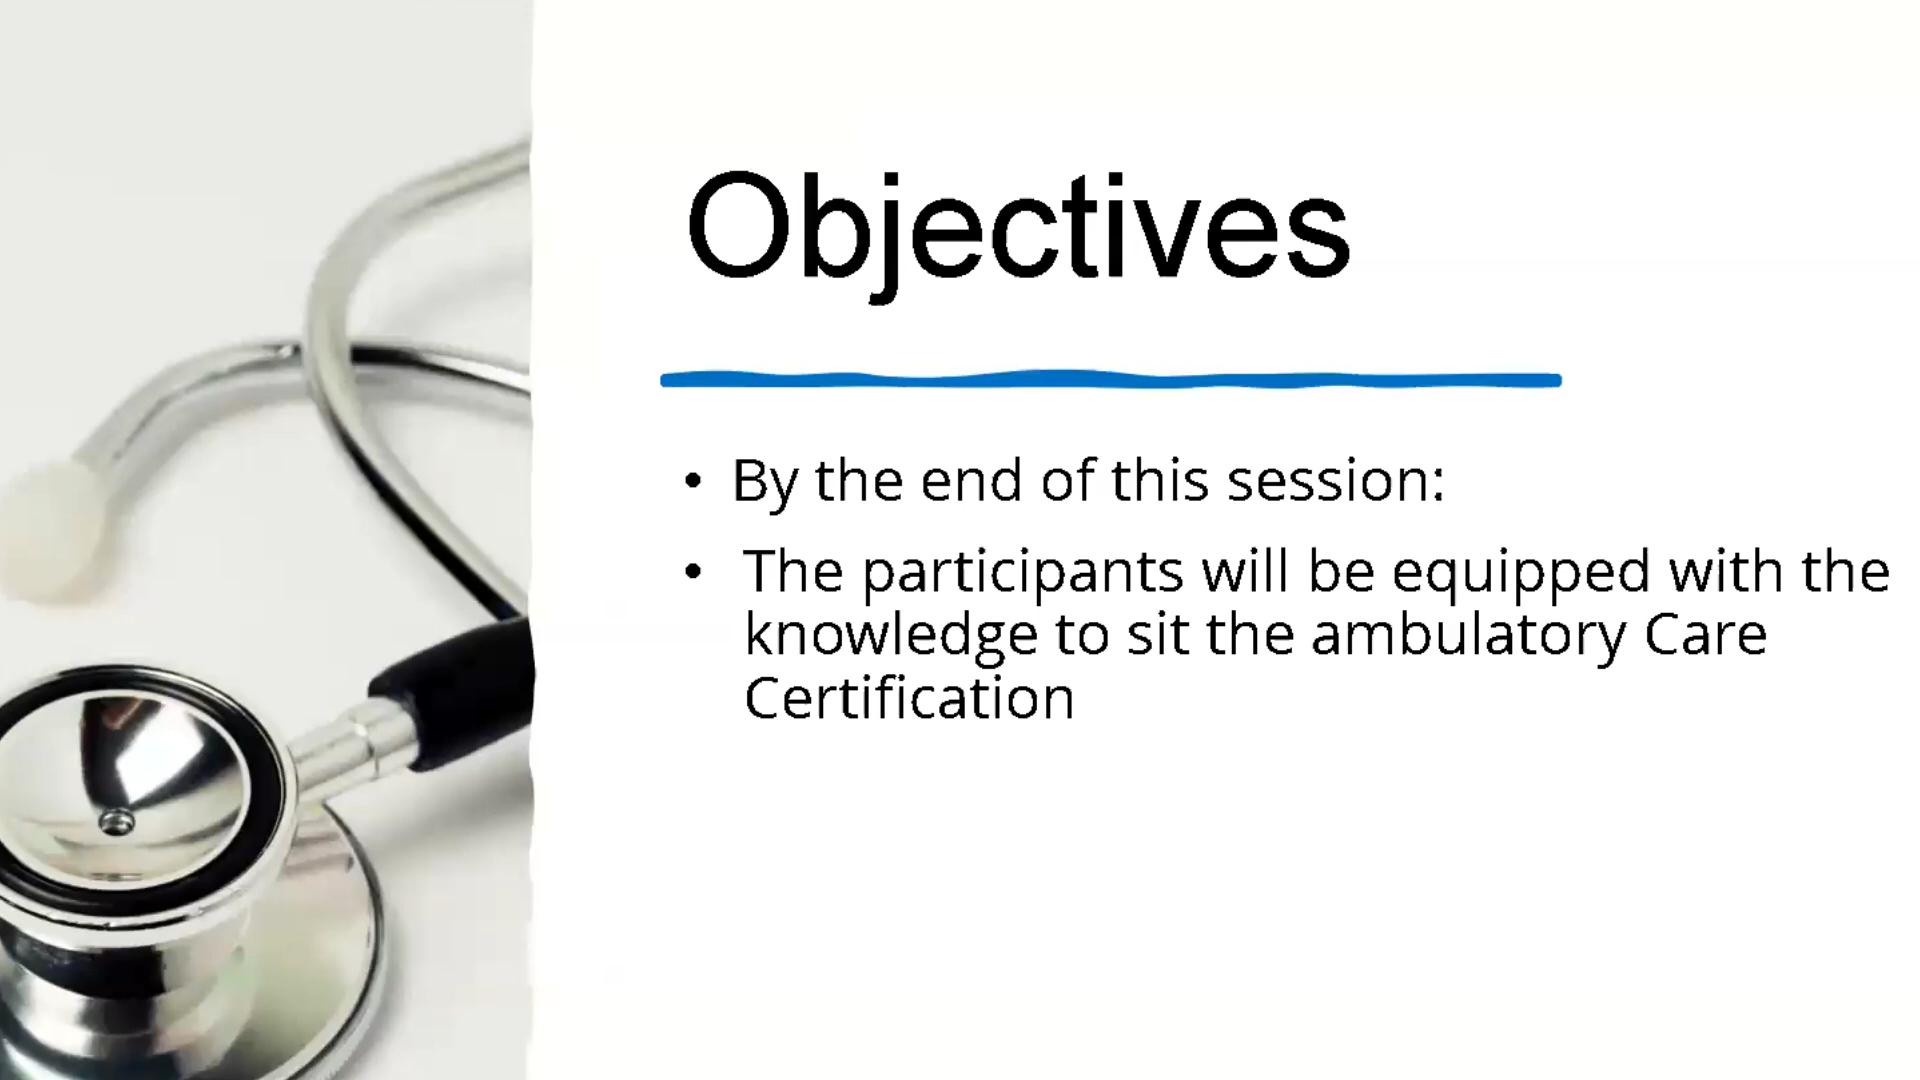 Objectives
• By the end of this session:
• The participants will be equipped with the
knowledge to sit the ambulatory Care
Certification